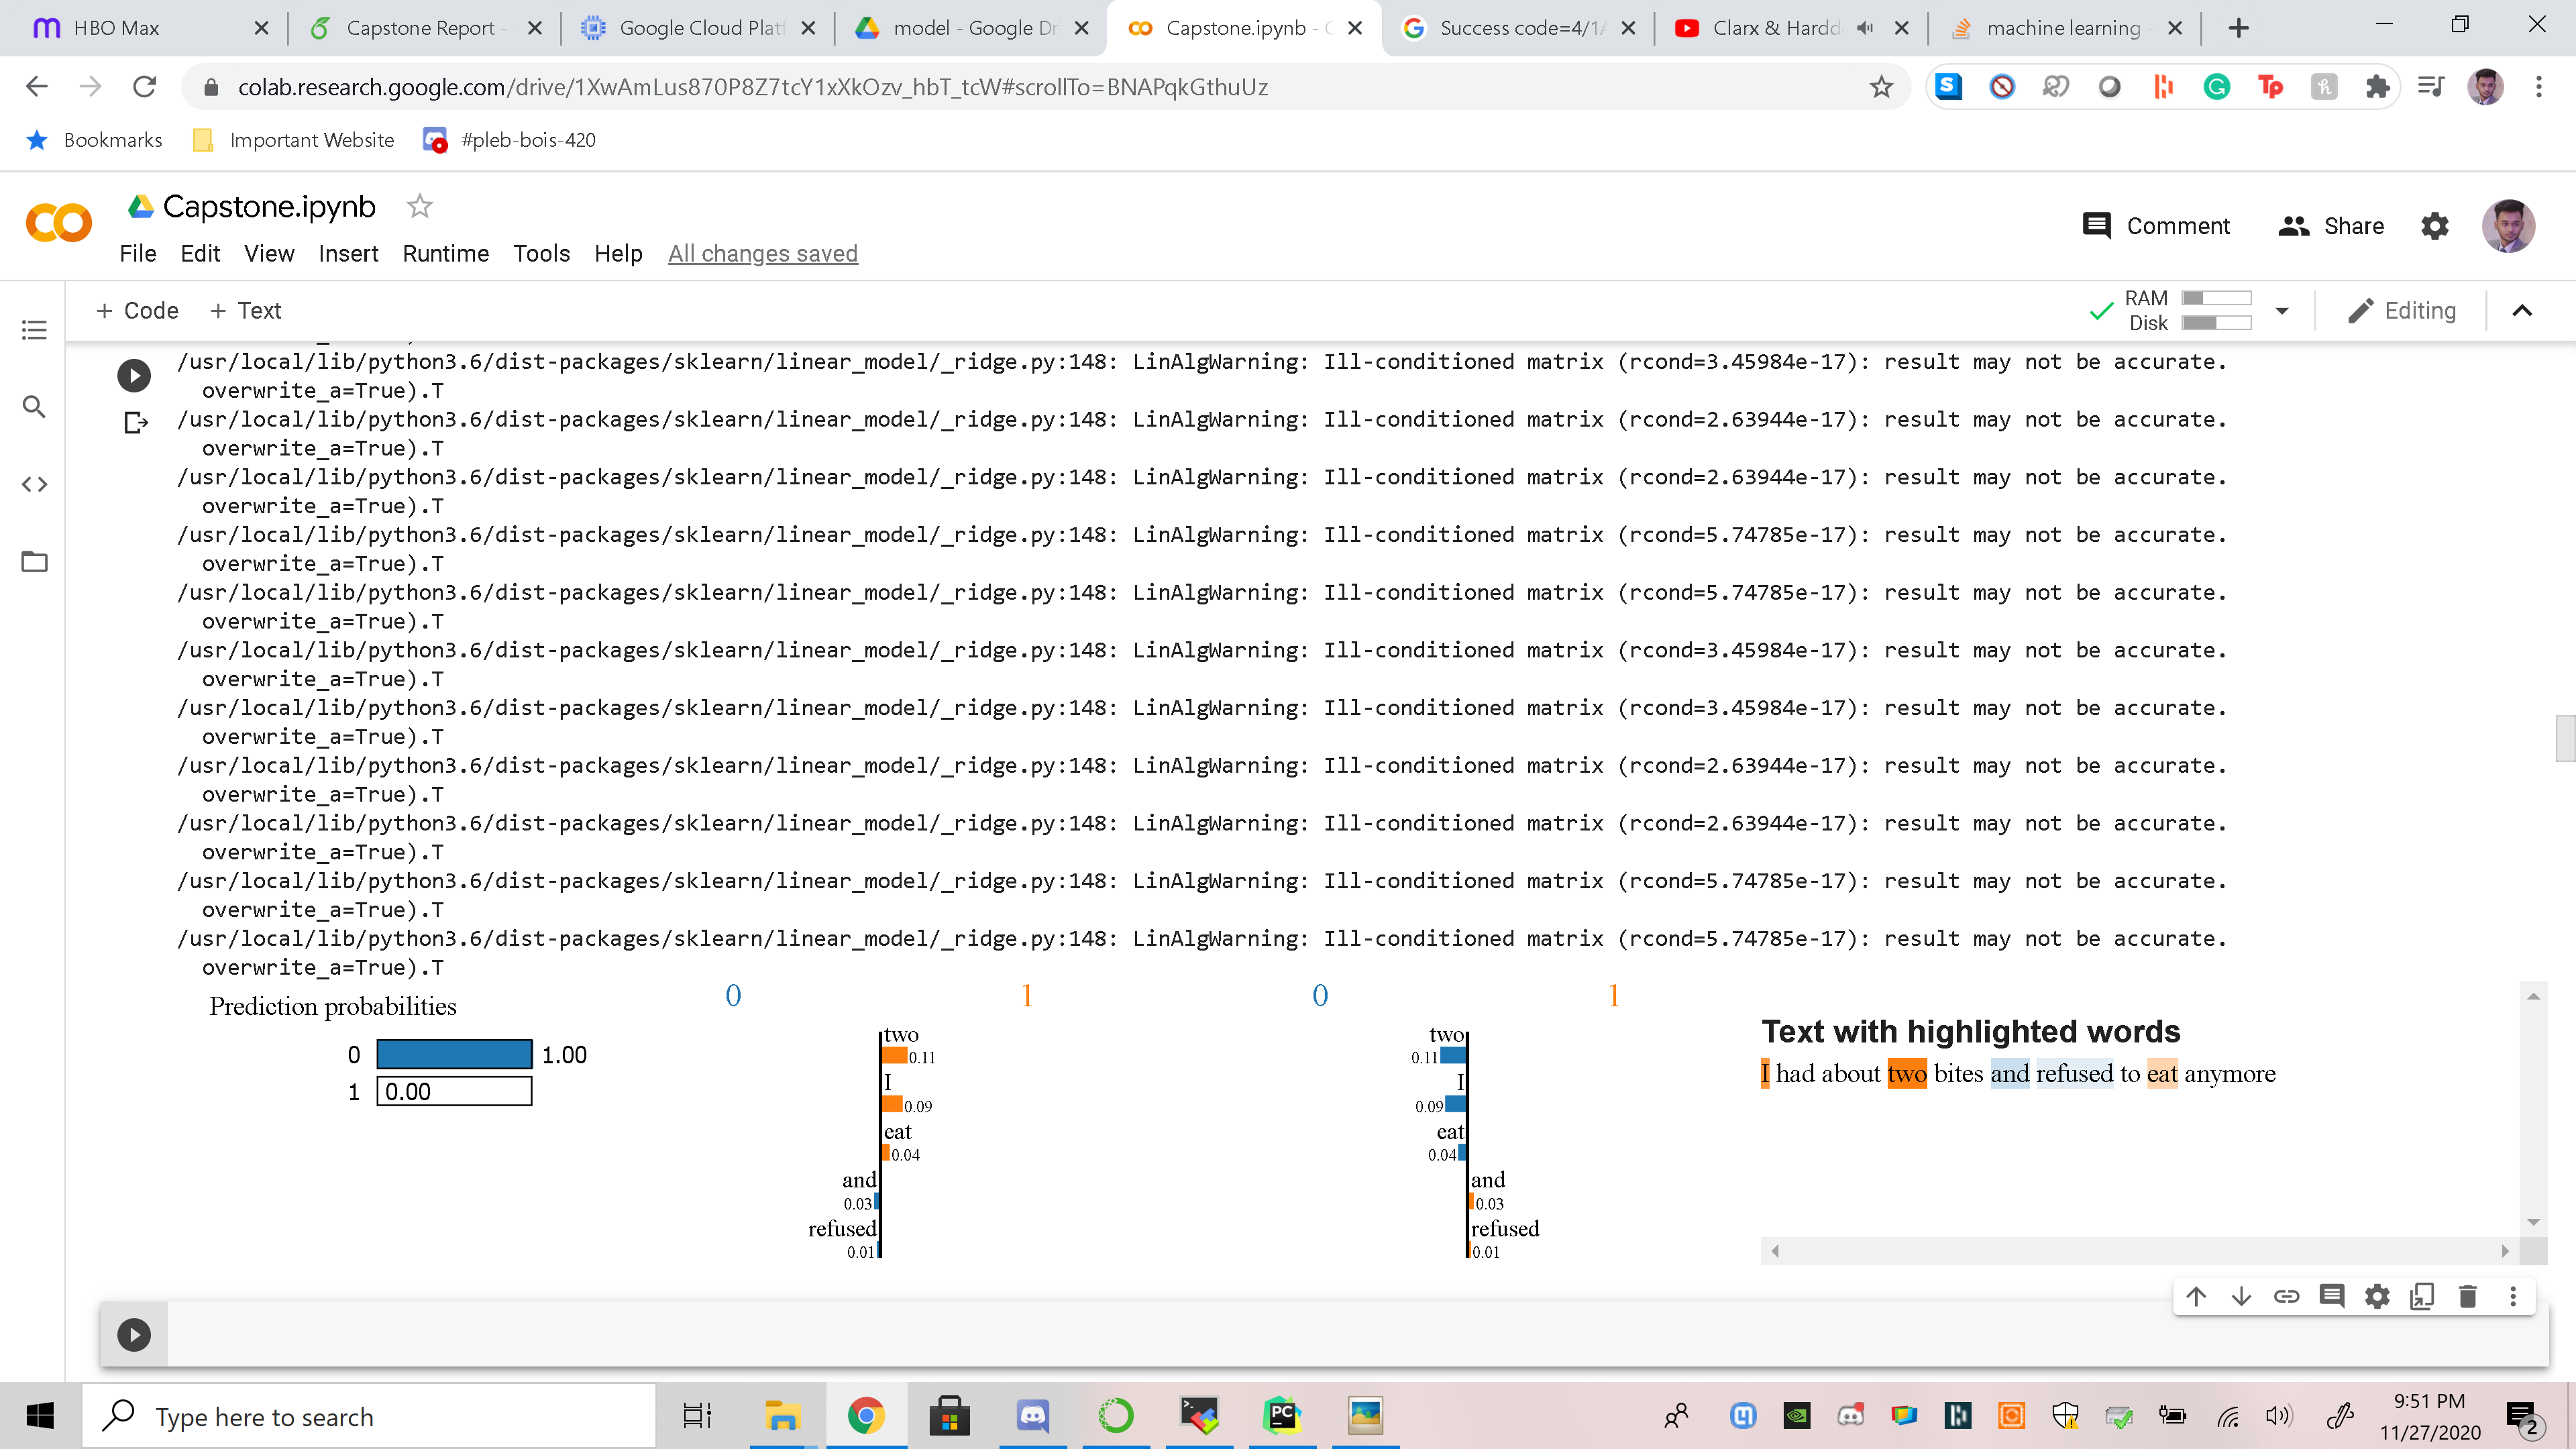 HBO Max
Capstone Report -
Google Cloud Platf
model - Google Dr
Capstone.ipynb - C
Success code=4/1A
Clarx & Hardd
machine learning -
colab.research.google.com/drive/1XwAmLus870P8Z7tcY1xXkOzv_hbT_tcW#scrollTo=BNAPqkGthuUz
Bookmarks
Important Website
#pleb-bois-420
Capstone.ipynb
Comment
Share
File Edit View Insert Runtime Tools Help All changes saved
+ Code + Text
RAM
Disk
Editing
/usr/local/lib/python3.6/dist-packages/sklearn/linear_model/_ridge.py:148: LinAlgWarning: Ill-conditioned matrix (rcond=3.45984e-17): result may not be accurate.
overwrite_a=True).T
/usr/local/lib/python3.6/dist-packages/sklearn/linear_model/_ridge.py:148: LinAlgWarning: Ill-conditioned matrix (rcond=2.63944e-17): result may not be accurate.
overwrite_a=True).T
/usr/local/lib/python3.6/dist-packages/sklearn/linear_model/_ridge.py:148: LinAlgWarning: Ill-conditioned matrix (rcond=2.63944e-17): result may not be accurate.
overwrite_a=True).T
/usr/local/lib/python3.6/dist-packages/sklearn/linear_model/_ridge.py:148: LinAlgWarning: Ill-conditioned matrix (rcond=5.74785e-17): result may not be accurate.
overwrite_a=True).T
/usr/local/lib/python3.6/dist-packages/sklearn/linear_model/_ridge.py:148: LinAlgWarning: Ill-conditioned matrix (rcond=5.74785e-17): result may not be accurate.
overwrite_a=True).T
/usr/local/lib/python3.6/dist-packages/sklearn/linear_model/_ridge.py:148: LinAlgWarning: Ill-conditioned matrix (rcond=3.45984e-17): result may not be accurate.
overwrite_a=True).T
/usr/local/lib/python3.6/dist-packages/sklearn/linear_model/_ridge.py:148: LinAlgWarning: Ill-conditioned matrix (rcond=3.45984e-17): result may not be accurate.
overwrite_a=True).T
/usr/local/lib/python3.6/dist-packages/sklearn/linear_model/_ridge.py:148: LinAlgWarning: Ill-conditioned matrix (rcond=2.63944e-17): result may not be accurate.
overwrite_a=True).T
/usr/local/lib/python3.6/dist-packages/sklearn/linear_model/_ridge.py:148: LinAlgWarning: Ill-conditioned matrix (rcond=2.63944e-17): result may not be accurate.
overwrite_a=True).T
/usr/local/lib/python3.6/dist-packages/sklearn/linear_model/_ridge.py:148: LinAlgWarning: Ill-conditioned matrix (rcond=5.74785e-17): result may not be accurate.
overwrite_a=True).T
/usr/local/lib/python3.6/dist-packages/sklearn/linear_model/_ridge.py:148: LinAlgWarning: Ill-conditioned matrix (rcond=5.74785e-17): result may not be accurate.
overwrite_a=True).T
Prediction probabilities
0 1.00
1 0.00
0 1
two
0.11
I
0.09
eat
0.04
and
0.03
refused
0.01
0 1
two
0.11
I
0.09
eat
0.04
and
0.03
refused
0.01
Text with highlighted words
I had about two bites and refused to eat anymore
Type here to search
9:51 PM
11/27/2020
2